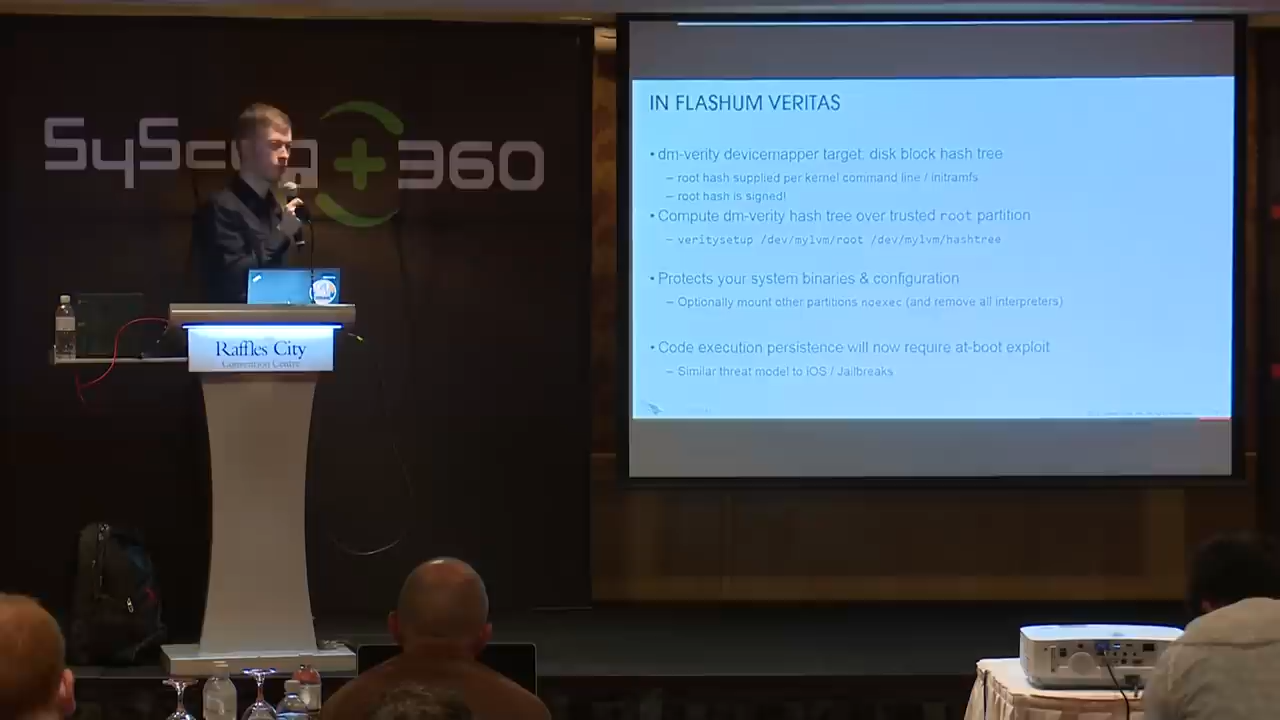 SyScan +360
Raffles City
Convention Centre
IN FLASHUM VERITAS
• dm-verity devicemapper target: disk block hash tree
– root hash supplied per kernel command line / initramfs
– root hash is signed!
• Compute dm-verity hash tree over trusted root partition
– veritysetup /dev/mylvm/root /dev/mylvm/hashtree
• Protects your system binaries & configuration
– Optionally mount other partitions noexec (and remove all interpreters)
• Code execution persistence will now require at-boot exploit
– Similar threat model to iOS / Jailbreaks